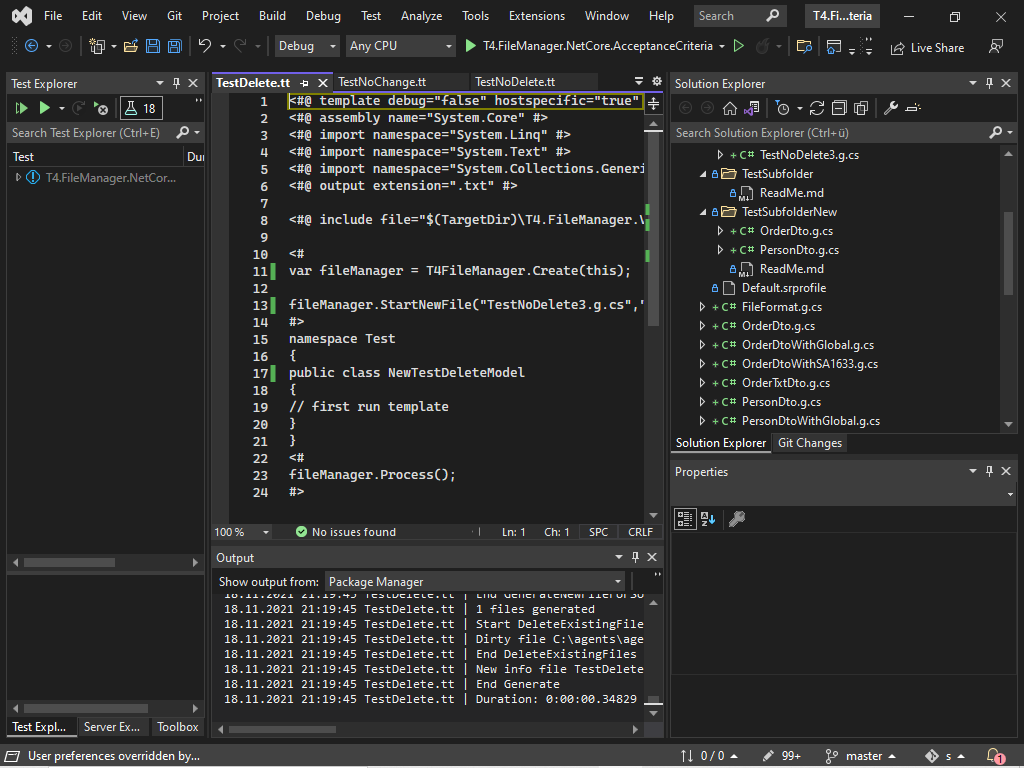 File Edit View Git Project Build Debug Test Analyze Tools Extensions Window Help Search T4.Fi...teria
Debug Any CPU T4.FileManager.NetCore.AcceptanceCriteria Live Share
Test Explorer
18
Search Test Explorer (Ctrl+E)
Test Dur
T4.FileManager.NetCor...
Test Expl... Server Ex... Toolbox
TestDelete.tt TestNoChange.tt TestNoDelete.tt
1 <#@ template debug="false" hostspecific="true"
2 <#@ assembly name="System.Core" #>
3 <#@ import namespace="System.Linq" #>
4 <#@ import namespace="System.Text" #>
5 <#@ import namespace="System.Collections.Generi
6 <#@ output extension=".txt" #>
7
8 <#@ include file="$(TargetDir)\T4.FileManager.V
9
10 <#
11 var fileManager = T4FileManager.Create(this);
12
13 fileManager.StartNewFile("TestNoDelete3.g.cs","
14 #>
15 namespace Test
16 {
17 public class NewTestDeleteModel
18 {
19 // first run template
20 }
21 }
22 <#
23 fileManager.Process();
24 #>
100 % No issues found Ln: 1 Ch: 1 SPC CRLF
Output
Show output from: Package Manager
18.11.2021 21:19:45 TestDelete.tt | End GenerateNewFileForSo
18.11.2021 21:19:45 TestDelete.tt | 1 files generated
18.11.2021 21:19:45 TestDelete.tt | Start DeleteExistingFile
18.11.2021 21:19:45 TestDelete.tt | Dirty file C:\agents\age
18.11.2021 21:19:45 TestDelete.tt | End DeleteExistingFiles
18.11.2021 21:19:45 TestDelete.tt | New info file TestDelete
18.11.2021 21:19:45 TestDelete.tt | End Generate
18.11.2021 21:19:45 TestDelete.tt | Duration: 0:00:00.34829
Solution Explorer
Search Solution Explorer (Ctrl+ü)
+ C# TestNoDelete3.g.cs
TestSubfolder
M↓ ReadMe.md
TestSubfolderNew
+ C# OrderDto.g.cs
+ C# PersonDto.g.cs
M↓ ReadMe.md
Default.srprofile
+ C# FileFormat.g.cs
+ C# OrderDto.g.cs
+ C# OrderDtoWithGlobal.g.cs
+ C# OrderDtoWithSA1633.g.cs
+ C# OrderTxtDto.g.cs
+ C# PersonDto.g.cs
+ C# PersonDtoWithGlobal.g.cs
Solution Explorer Git Changes
Properties
User preferences overridden by... 0 / 0 99+ master s 1